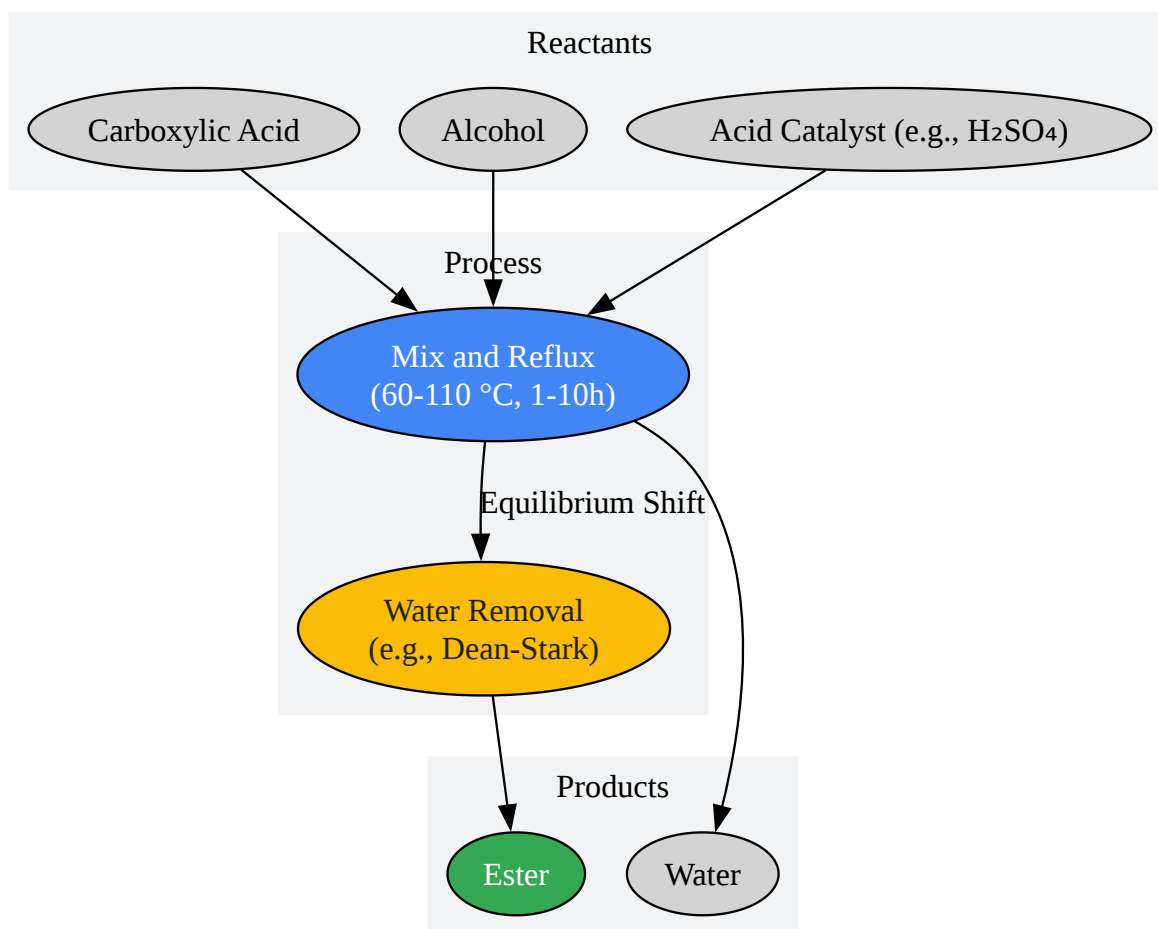 Reactants
Carboxylic Acid
Alcohol
Acid Catalyst (e.g., H₂SO₄)
Process
Mix and Reflux
(60-110 °C, 1-10h)
Equilibrium Shift
Water Removal
(e.g., Dean-Stark)
Products
Ester
Water